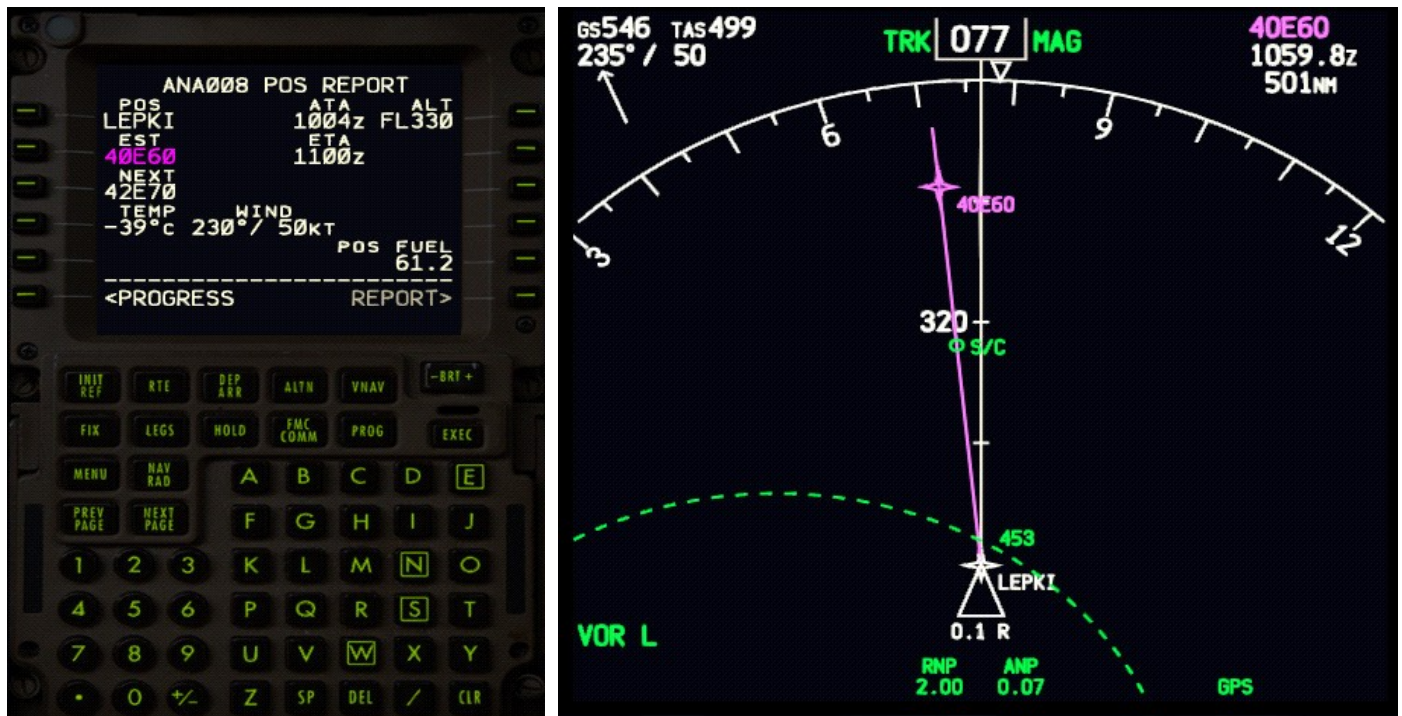 ANA008 POS REPORT
POS ATA ALT
LEPKI 1004z FL330
EST ETA
40E60 1100z
NEXT
42E70
TEMP WIND
-39°C 230°/ 50KT
POS FUEL
61.2
------------------------
<PROGRESS REPORT>
INIT REF RTE DEP ARR ALTN VNAV -BRT+
FIX LEGS HOLD FMC COMM PROG EXEC
MENU NAV RAD A B C D E
PREV PAGE NEXT PAGE F G H I J
1 2 3 K L M N O
4 5 6 P Q R S T
7 8 9 U V W X Y
. 0 +/- Z SP DEL / CLR
GS546 TAS499
235°/ 50
TRK 077 MAG
40E60
1059.8z
501NM
3 6 9 12
40E60
320
S/C
453
LEPKI
0.1 R
VOR L
RNP ANP
2.00 0.07
GPS